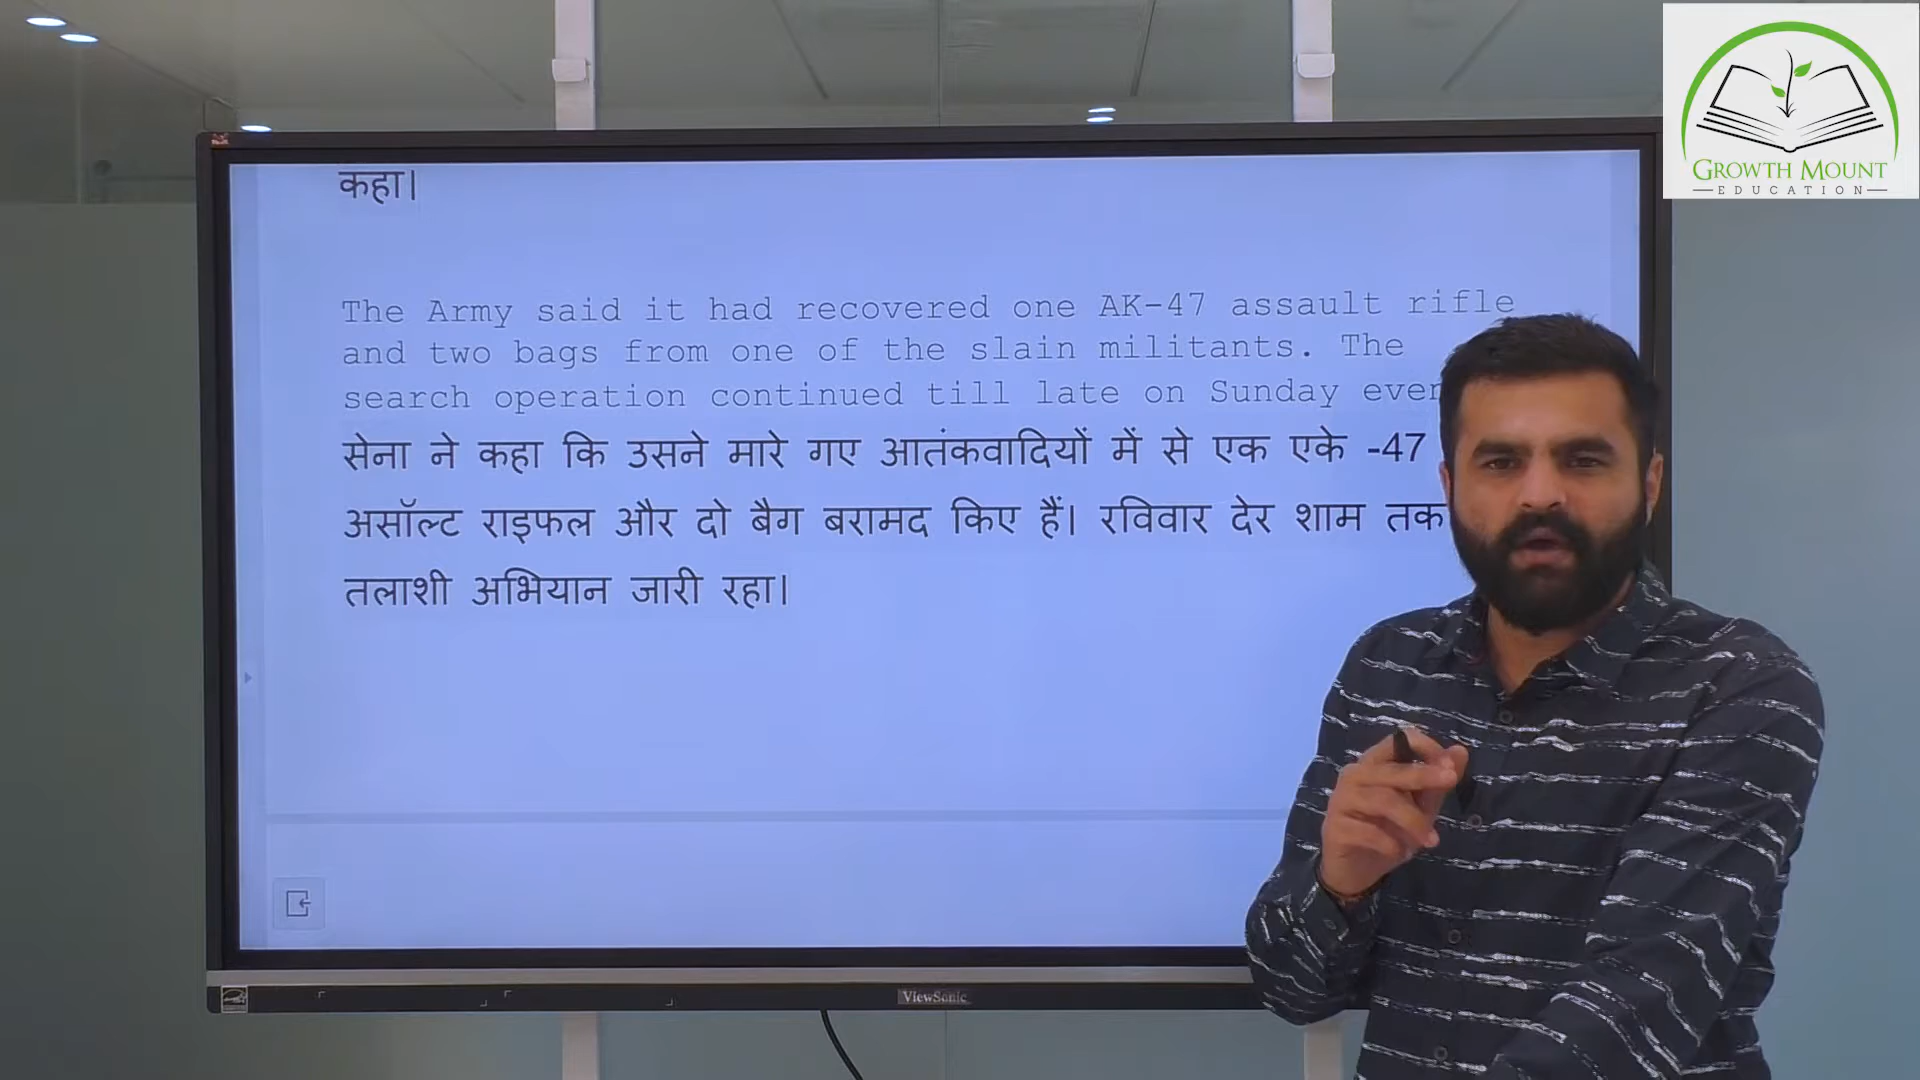 कहा।
The Army said it had recovered one AK-47 assault rifle
and two bags from one of the slain militants. The
search operation continued till late on Sunday
सेना ने कहा कि उसने मारे गए आतंकवादियों में से एक एके -47
असॉल्ट राइफल और दो बैग बरामद किए हैं। रविवार देर शाम तक
तलाशी अभियान जारी रहा।
ViewSonic
GROWTH MOUNT
EDUCATION